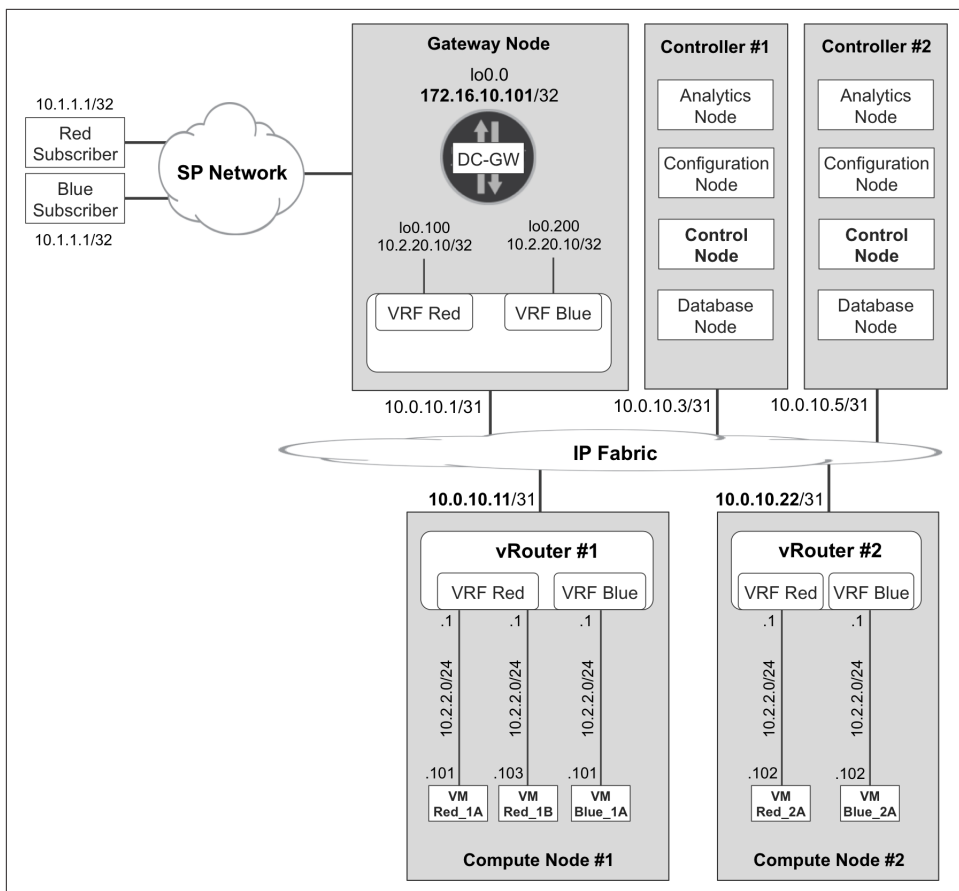 Gateway Node
lo0.0
172.16.10.101/32
DC-GW
lo0.100
10.2.20.10/32
lo0.200
10.2.20.10/32
VRF Red
VRF Blue
10.1.1.1/32
Red
Subscriber
Blue
Subscriber
10.1.1.1/32
SP Network
Controller #1
Analytics
Node
Configuration
Node
Control
Node
Database
Node
Controller #2
Analytics
Node
Configuration
Node
Control
Node
Database
Node
10.0.10.1/31
10.0.10.3/31
10.0.10.5/31
IP Fabric
10.0.10.11/31
10.0.10.22/31
vRouter #1
VRF Red
VRF Blue
.1
.1
.1
10.2.2.0/24
10.2.2.0/24
10.2.2.0/24
.101
.103
.101
VM
Red_1A
VM
Red_1B
VM
Blue_1A
Compute Node #1
vRouter #2
VRF Red
VRF Blue
.1
.1
10.2.2.0/24
10.2.2.0/24
.102
.102
VM
Red_2A
VM
Blue_2A
Compute Node #2